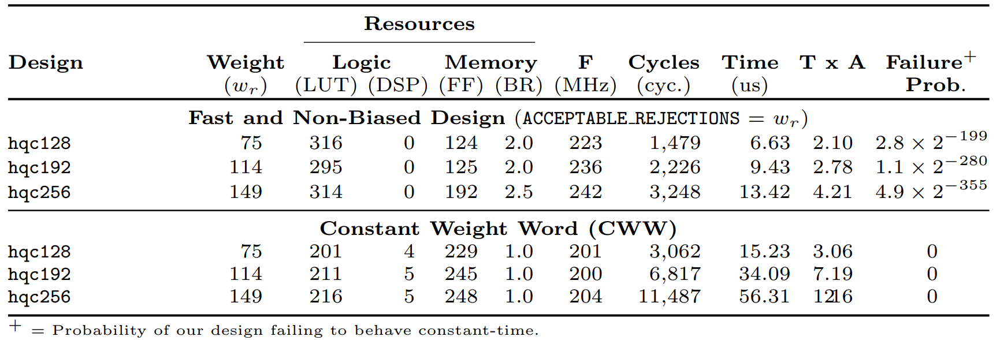 Resources
Design Weight Logic Memory F Cycles Time T x A Failure+
(wr) (LUT) (DSP) (FF) (BR) (MHz) (cyc.) (us) Prob.
Fast and Non-Biased Design (ACCEPTABLE_REJECTIONS = wr)
hqc128 75 316 0 124 2.0 223 1,479 6.63 2.10 2.8 × 2^−199
hqc192 114 295 0 125 2.0 236 2,226 9.43 2.78 1.1 × 2^−280
hqc256 149 314 0 192 2.5 242 3,248 13.42 4.21 4.9 × 2^−355
Constant Weight Word (CWW)
hqc128 75 201 4 229 1.0 201 3,062 15.23 3.06 0
hqc192 114 211 5 245 1.0 200 6,817 34.09 7.19 0
hqc256 149 216 5 248 1.0 204 11,487 56.31 1216 0
+ = Probability of our design failing to behave constant-time.